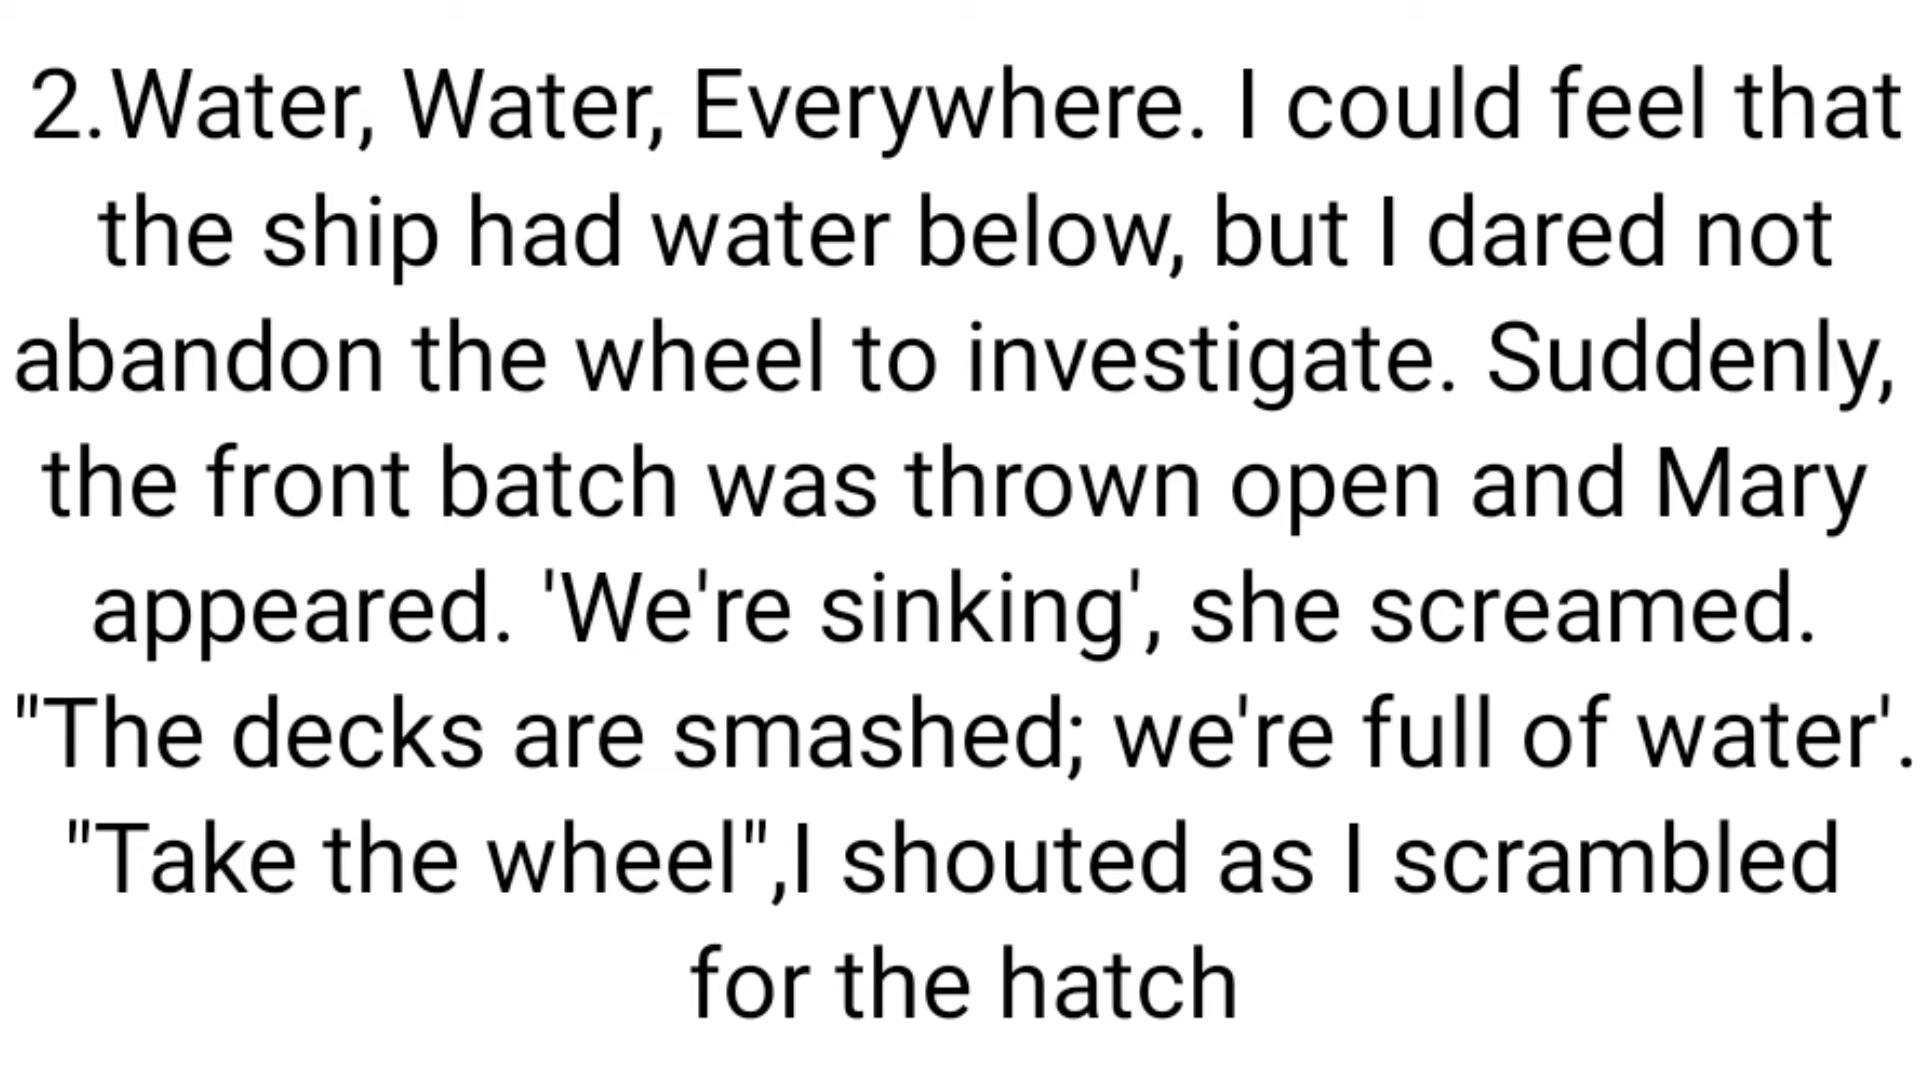 2.Water, Water, Everywhere. I could feel that
the ship had water below, but I dared not
abandon the wheel to investigate. Suddenly,
the front batch was thrown open and Mary
appeared. 'We're sinking', she screamed.
"The decks are smashed; we're full of water'.
"Take the wheel",I shouted as I scrambled
for the hatch